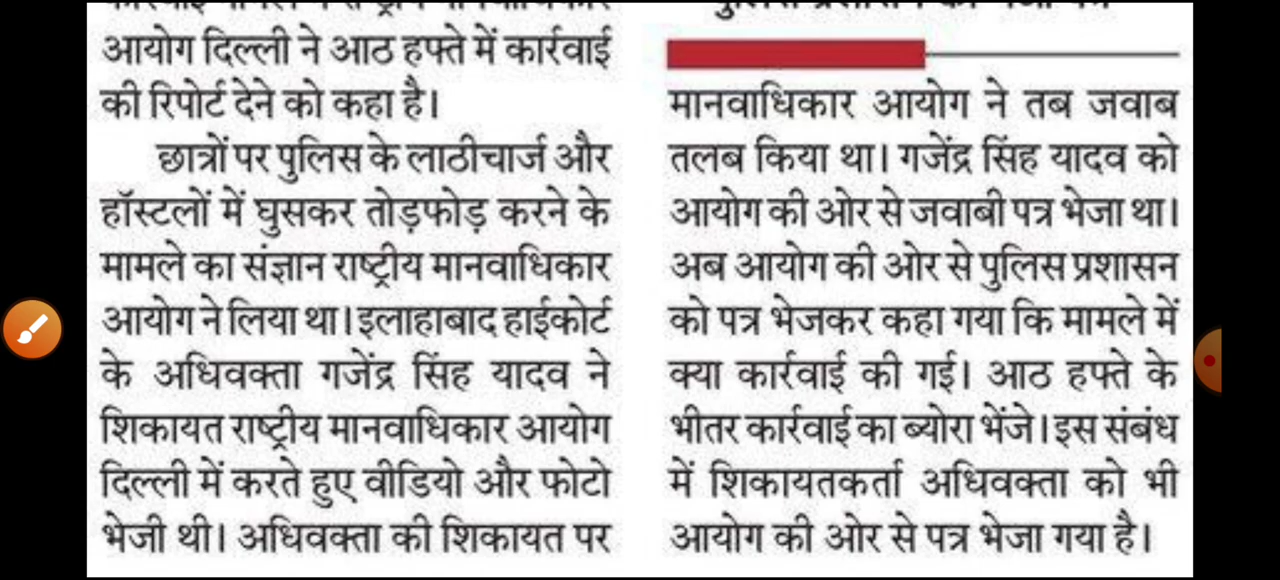 आयोग दिल्ली ने आठ हफ्ते में कार्रवाई
की रिपोर्ट देने को कहा है।
छात्रों पर पुलिस के लाठीचार्ज और
हॉस्टलों में घुसकर तोड़फोड़ करने के
मामले का संज्ञान राष्ट्रीय मानवाधिकार
आयोग ने लिया था। इलाहाबाद हाईकोर्ट
के अधिवक्ता गजेंद्र सिंह यादव ने
शिकायत राष्ट्रीय मानवाधिकार आयोग
दिल्ली में करते हुए वीडियो और फोटो
भेजी थी। अधिवक्ता की शिकायत पर
मानवाधिकार आयोग ने तब जवाब
तलब किया था। गजेंद्र सिंह यादव को
आयोग की ओर से जवाबी पत्र भेजा था।
अब आयोग की ओर से पुलिस प्रशासन
को पत्र भेजकर कहा गया कि मामले में
क्या कार्रवाई की गई। आठ हफ्ते के
भीतर कार्रवाई का ब्योरा भेंजे। इस संबंध
में शिकायतकर्ता अधिवक्ता को भी
आयोग की ओर से पत्र भेजा गया है।